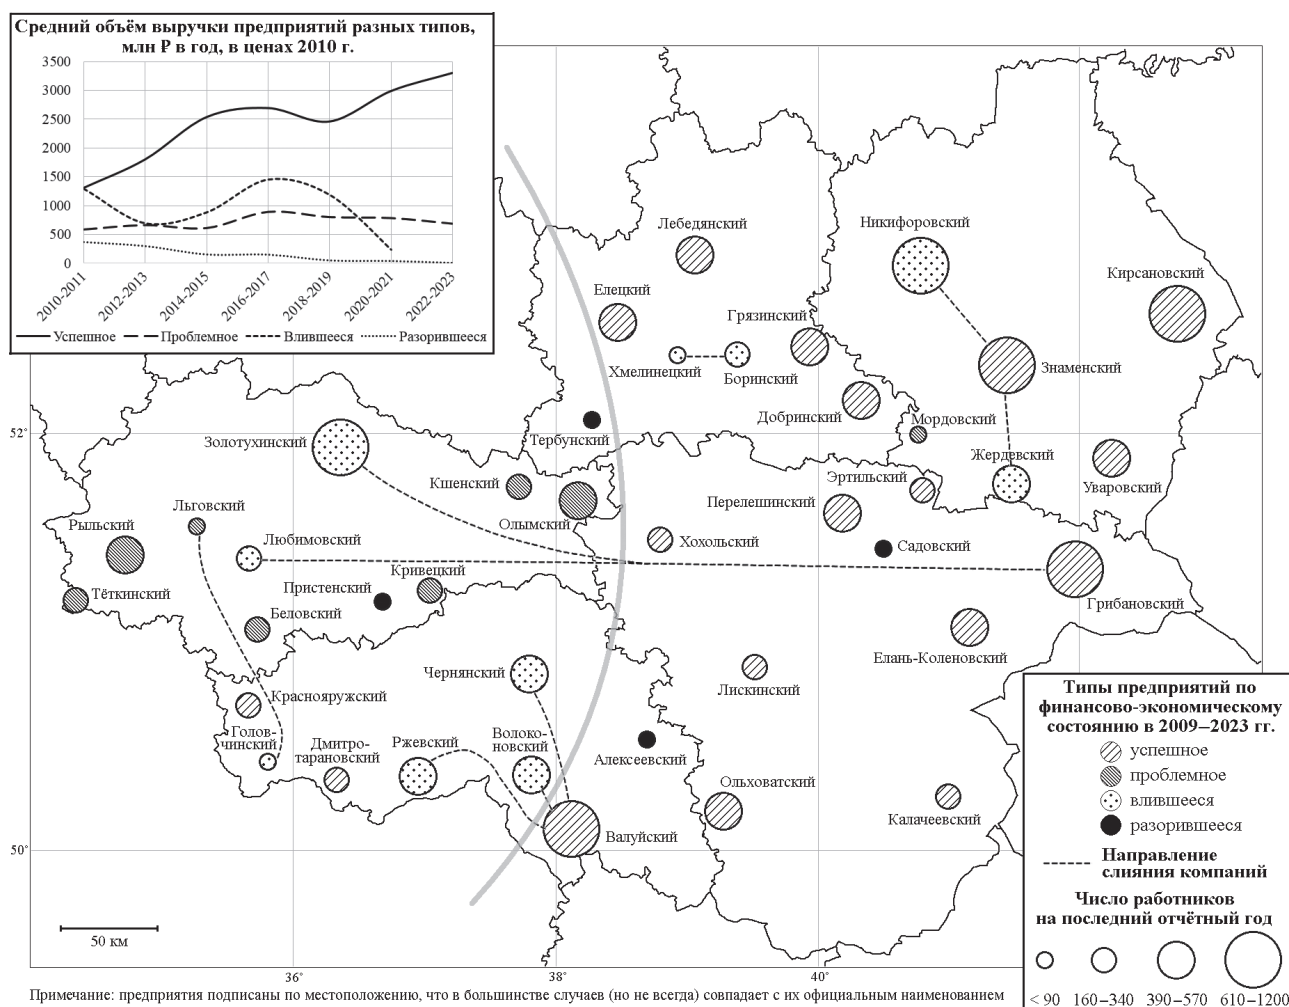 Средний объём выручки предприятий разных типов,
млн ₽ в год, в ценах 2010 г.
3500
3000
2500
2000
1500
1000
500
0
2010-2011
2012-2013
2014-2015
2016-2017
2018-2019
2020-2021
2022-2023
Успешное
Проблемное
Влившееся
Разорившееся
Лебедянский
Никифоровский
Кирсановский
Елецкий
Грязинский
Хмелинецкий
Боринский
Знаменский
Добринский
Мордовский
52°
Золотухинский
Тербунский
Жердевский
Кшенский
Эртильский
Уваровский
Перелешинский
Льговский
Олымский
Рыльский
Любимовский
Хохольский
Садовский
Кривецкий
Пристенский
Тёткинский
Беловский
Грибановский
Елань-Коленовский
Чернянский
Лискинский
Краснояружский
Голов-
чинский
Дмитро-
тарановский
Ржевский
Волоко-
новский
Алексеевский
Ольховатский
Калачеевский
Валуйский
50°
50 км
36°
38°
40°
Типы предприятий по
финансово-экономическому
состоянию в 2009–2023 гг.
успешное
проблемное
влившееся
разорившееся
Направление
слияния компаний
Число работников
на последний отчётный год
< 90
160–340
390–570
610–1200
Примечание: предприятия подписаны по местоположению, что в большинстве случаев (но не всегда) совпадает с их официальным наименованием